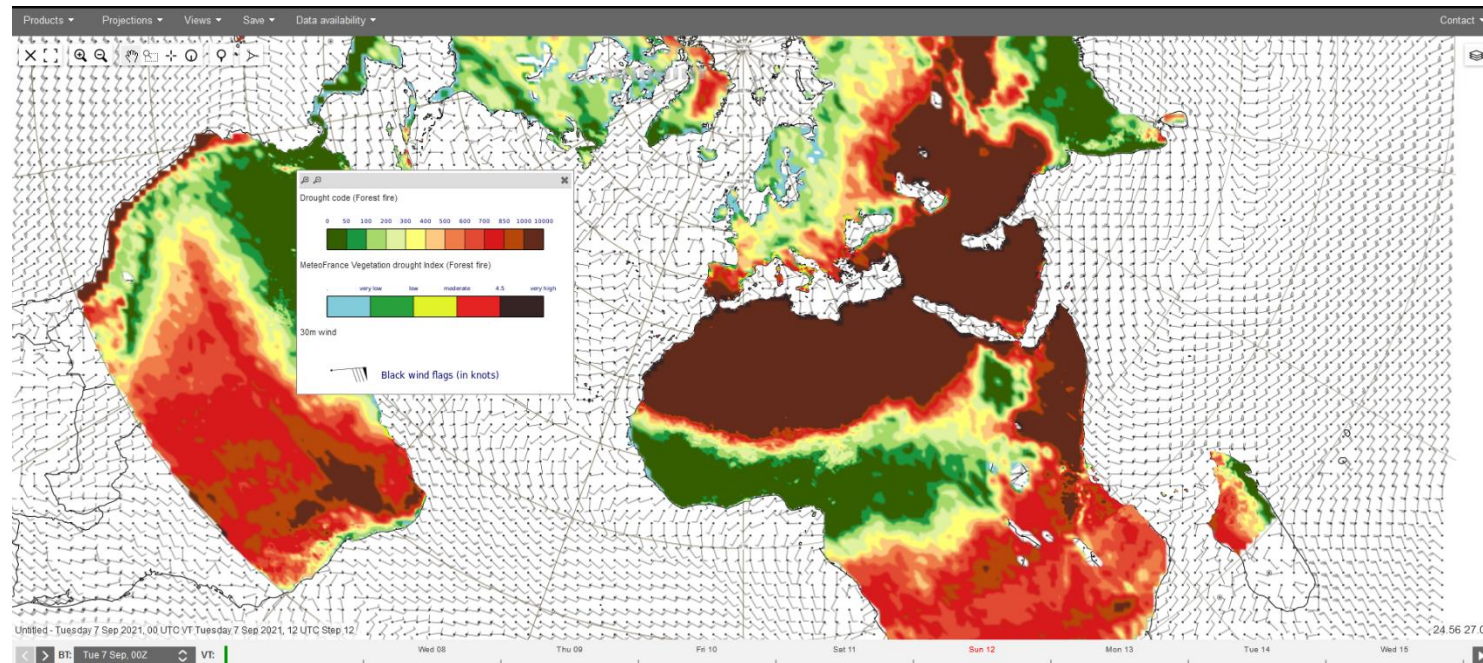 Products Projections Views Save Data availability Contact
Drought code (Forest fire)
0 50 100 200 300 400 500 600 700 850 1000 10000
MeteoFrance Vegetation drought Index (Forest fire)
. very low low moderate 4.5 very high
30m wind
Black wind flags (in knots)
Untitled - Tuesday 7 Sep 2021, 00 UTC VT Tuesday 7 Sep 2021, 12 UTC Step 12
24.56 27.0
BT: Tue 7 Sep, 00Z VT: Wed 08 Thu 09 Fri 10 Sat 11 Sun 12 Mon 13 Tue 14 Wed 15